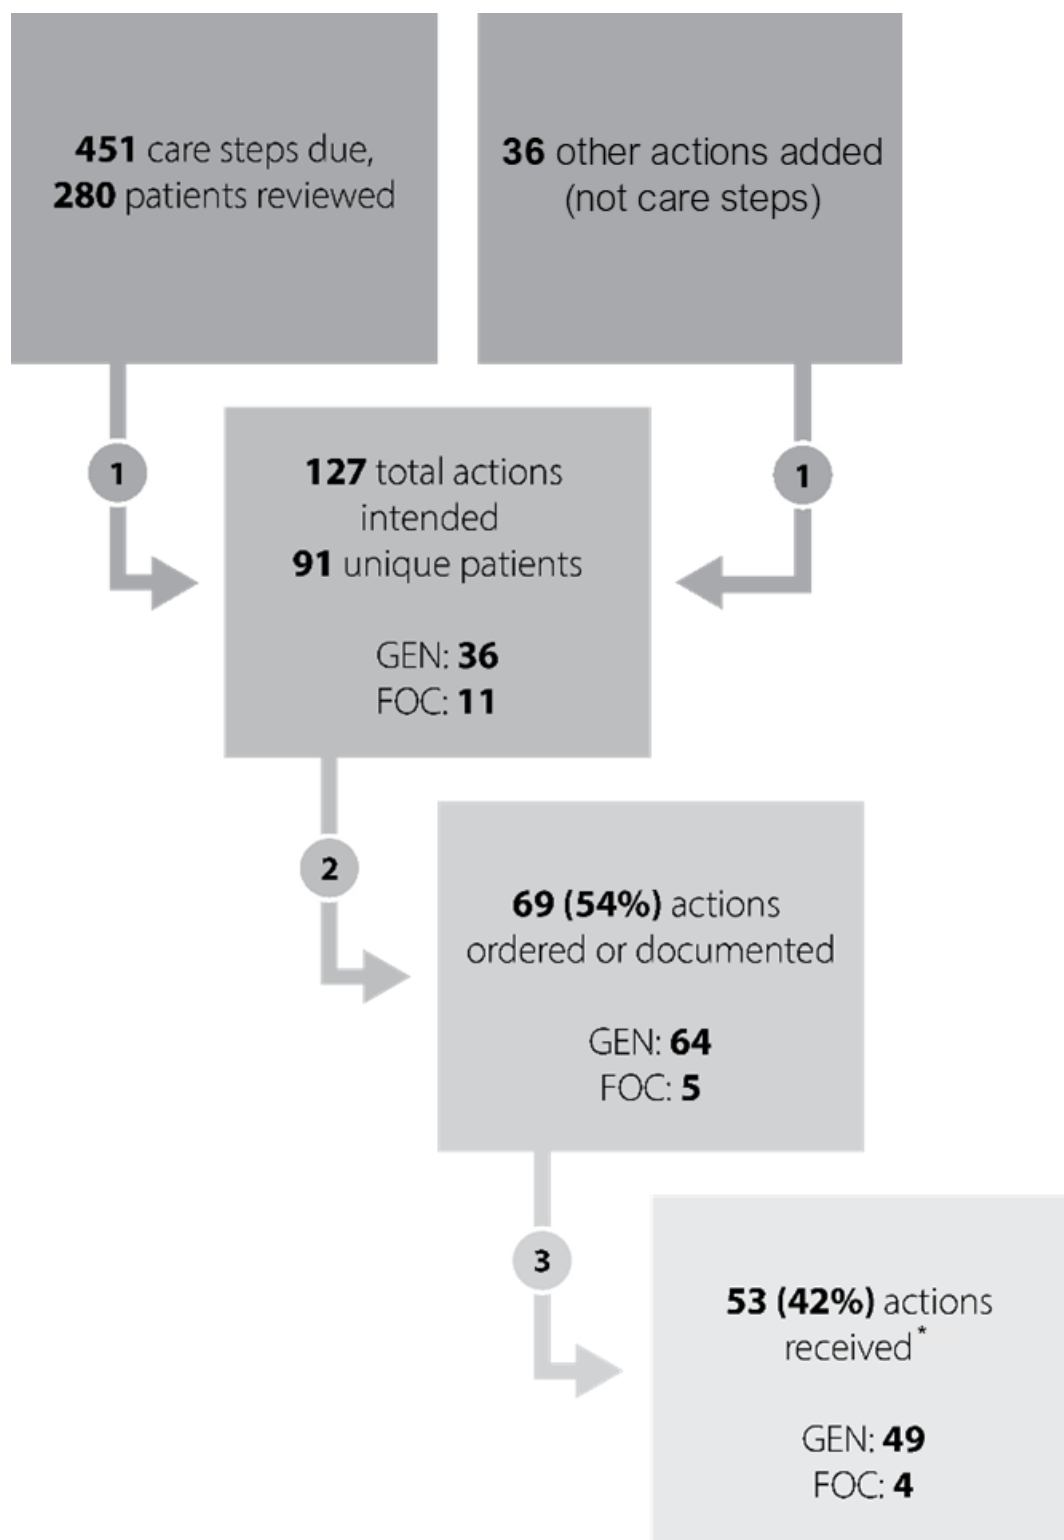 451 care steps due,
280 patients reviewed
36 other actions added
(not care steps)
1
1
127 total actions
intended
91 unique patients
GEN: 36
FOC: 11
2
69 (54%) actions
ordered or documented
GEN: 64
FOC: 5
3
53 (42%) actions
received*
GEN: 49
FOC: 4